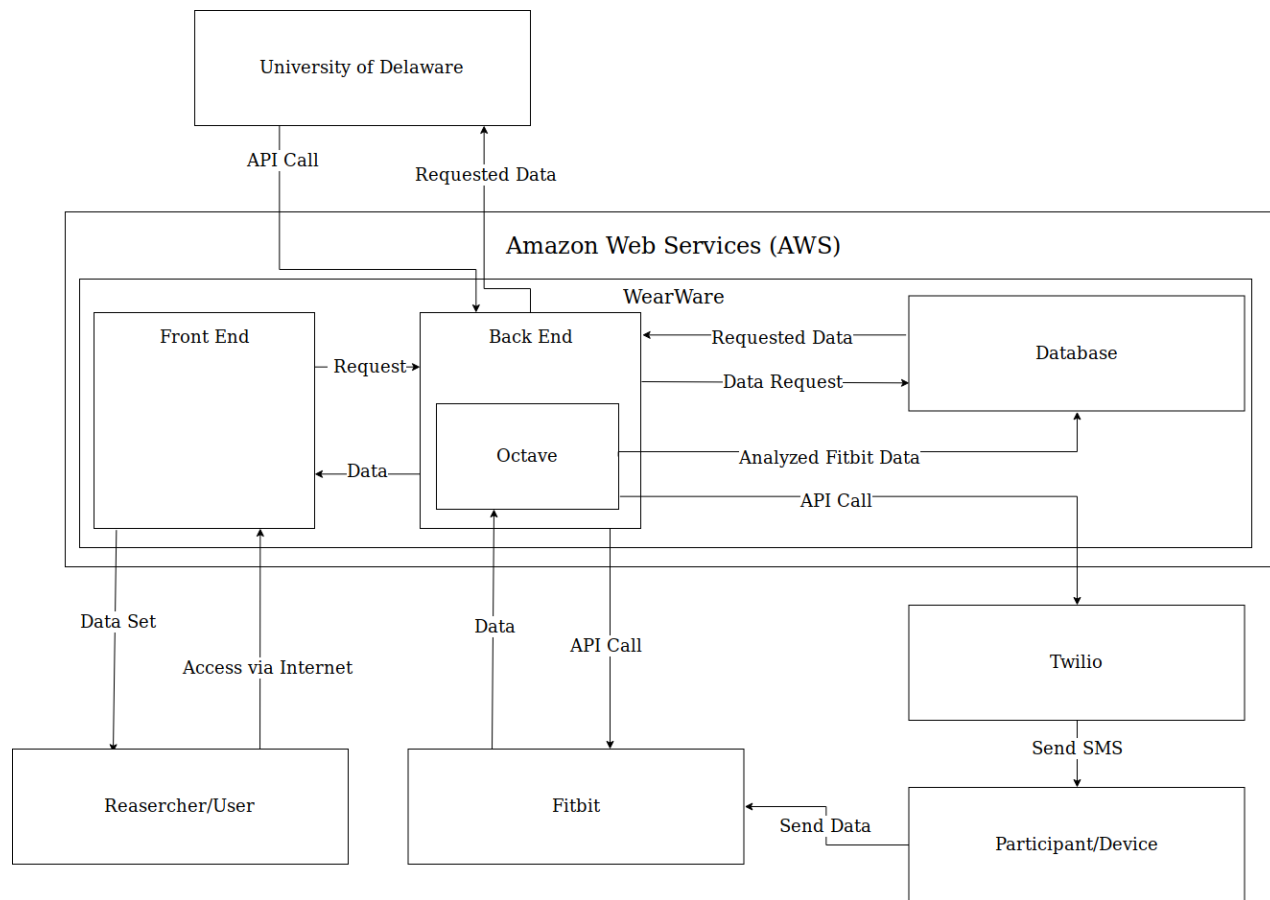 University of Delaware
API Call
Requested Data
Amazon Web Services (AWS)
WearWare
Front End
Back End
Database
Requested Data
Request
Data Request
Octave
Data
Analyzed Fitbit Data
API Call
Data Set
Data
API Call
Access via Internet
Twilio
Send SMS
Reasercher/User
Fitbit
Send Data
Participant/Device